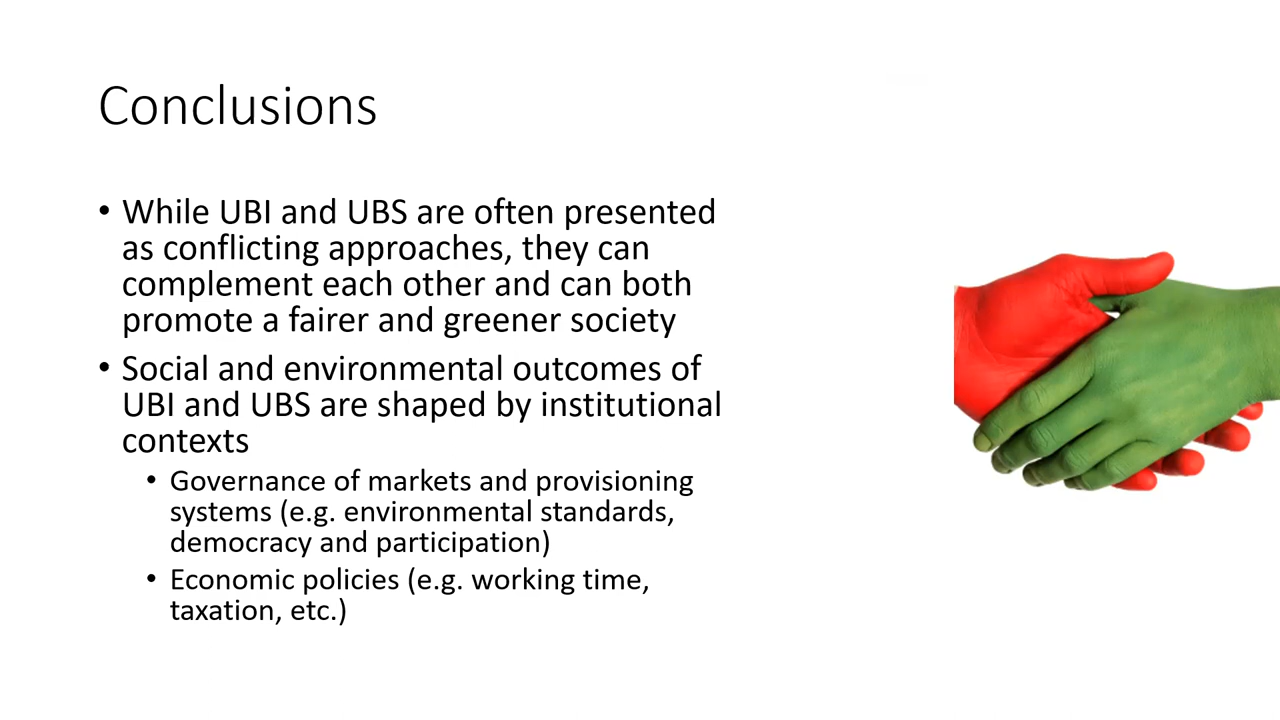 Conclusions
• While UBI and UBS are often presented
as conflicting approaches, they can
complement each other and can both
promote a fairer and greener society
• Social and environmental outcomes of
UBI and UBS are shaped by institutional
contexts
• Governance of markets and provisioning
systems (e.g. environmental standards,
democracy and participation)
• Economic policies (e.g. working time,
taxation, etc.)